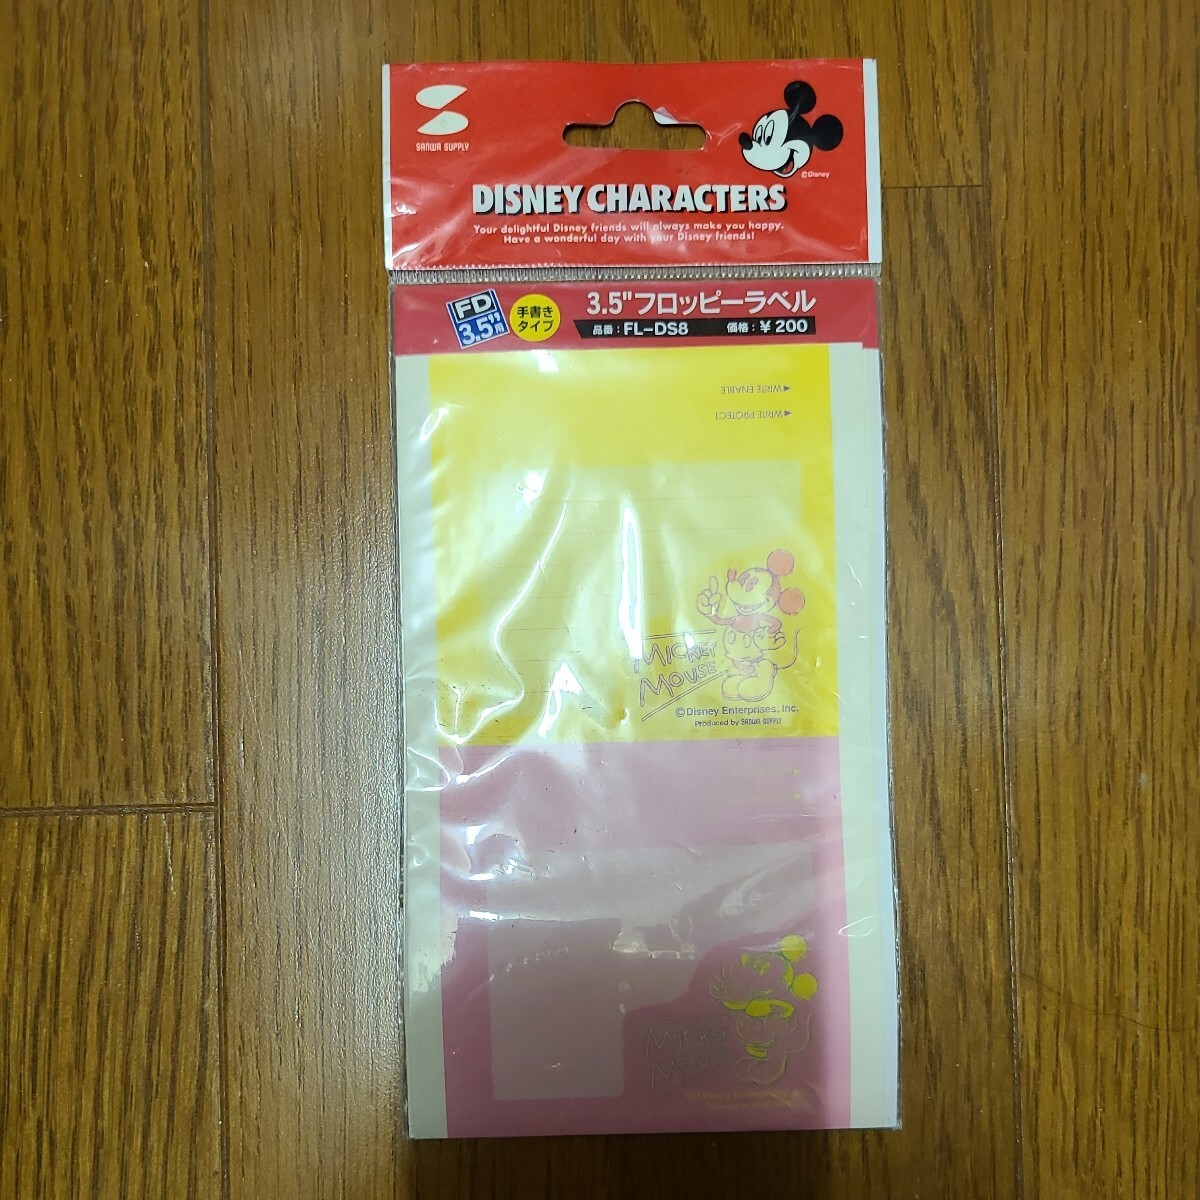 SANWA SUPPLY
©Disney
DISNEY CHARACTERS
Your delightful Disney friends will always make you happy.
Have a wonderful day with your Disney friends!
FD
3.5"用
手書き
タイプ
3.5"フロッピーラベル
品番：FL-DS8 価格：¥200
◀WRITE ENABLE
◀WRITE PROTECT
MICKEY
MOUSE
©Disney Enterprises, Inc.
Produced by SANWA SUPPLY
MICKEY
MOUSE